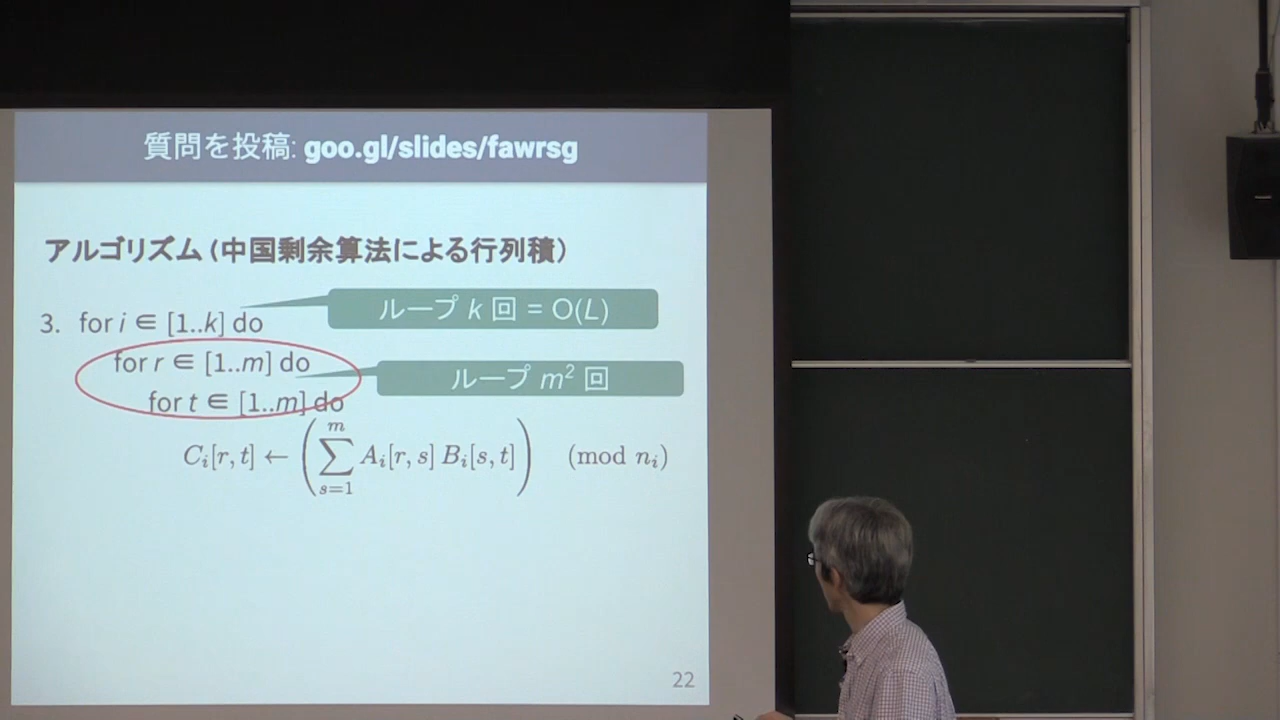 質問を投稿: goo.gl/slides/fawrsg
アルゴリズム (中国剰余算法による行列積)
3. for i ∈ [1..k] do
ループ k 回 = O(L)
for r ∈ [1..m] do
ループ m² 回
for t ∈ [1..m] do
C_i[r, t] ← (∑_{s=1}^{m} A_i[r, s] B_i[s, t]) (mod n_i)
22